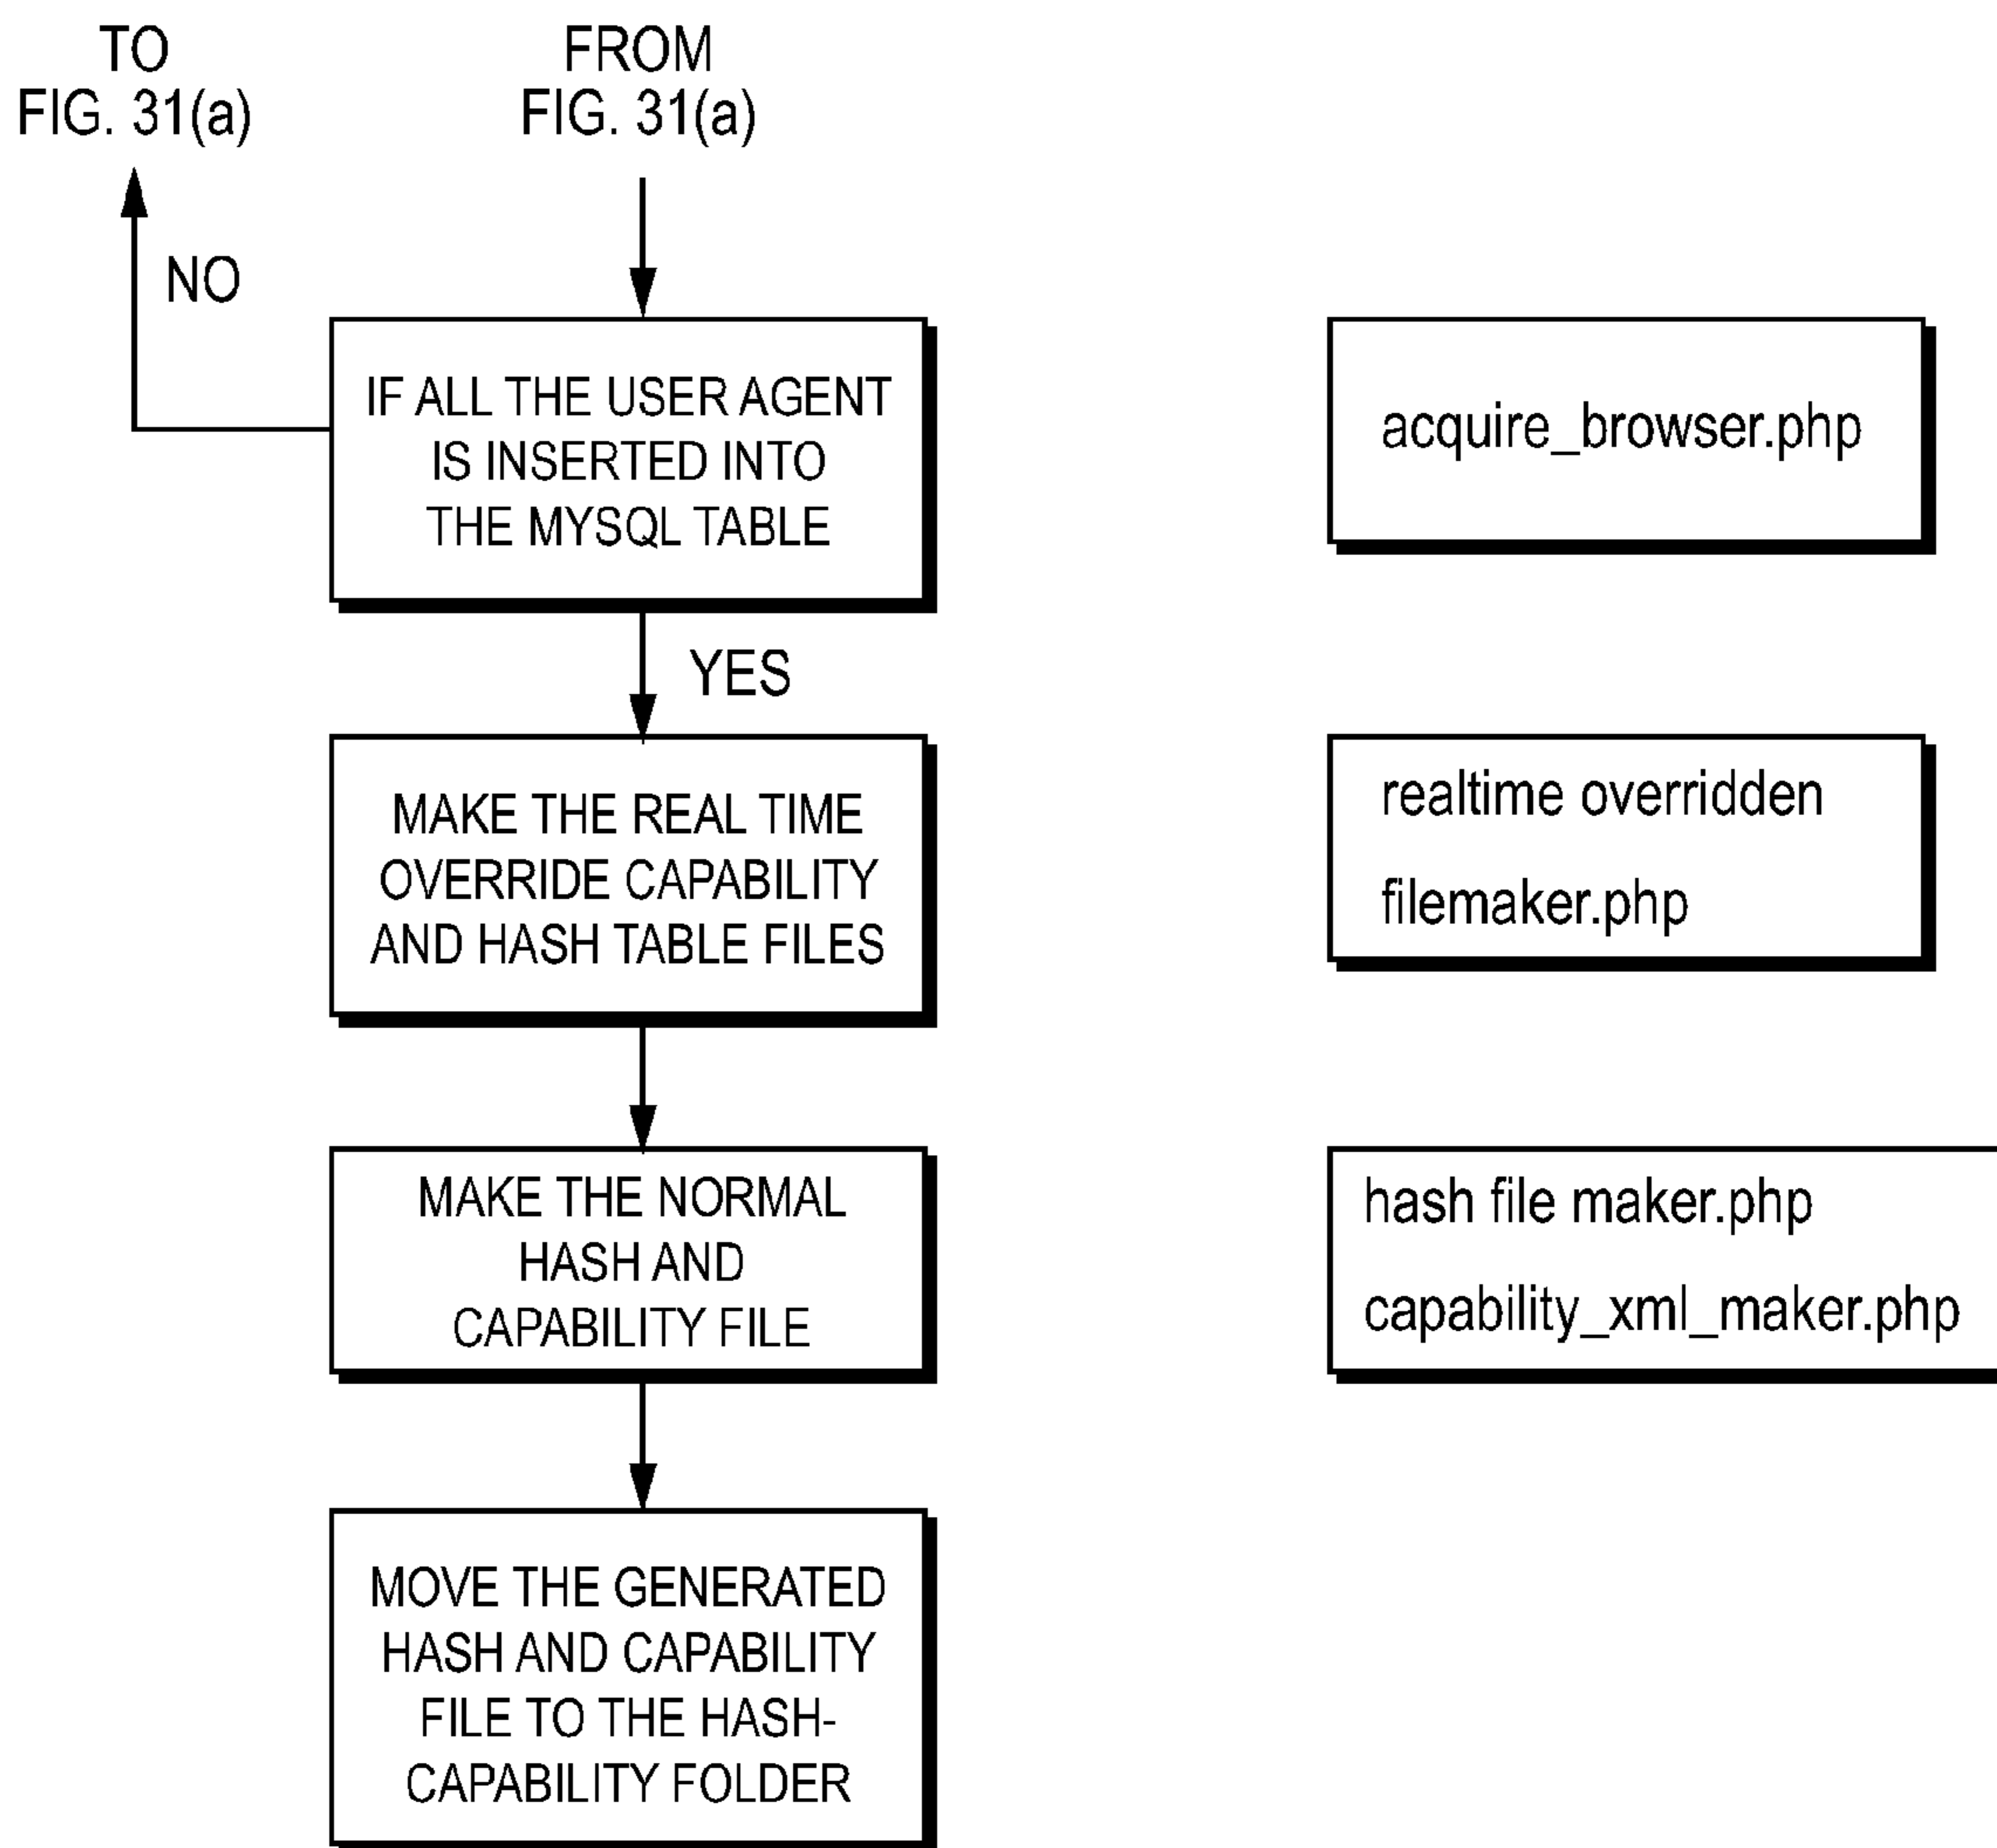 TO
FIG. 31(a)
FROM
FIG. 31(a)
NO
IF ALL THE USER AGENT
IS INSERTED INTO
THE MYSQL TABLE
acquire_browser.php
YES
MAKE THE REAL TIME
OVERRIDE CAPABILITY
AND HASH TABLE FILES
realtime overridden
filemaker.php
MAKE THE NORMAL
HASH AND
CAPABILITY FILE
hash file maker.php
capability_xml_maker.php
MOVE THE GENERATED
HASH AND CAPABILITY
FILE TO THE HASH-
CAPABILITY FOLDER